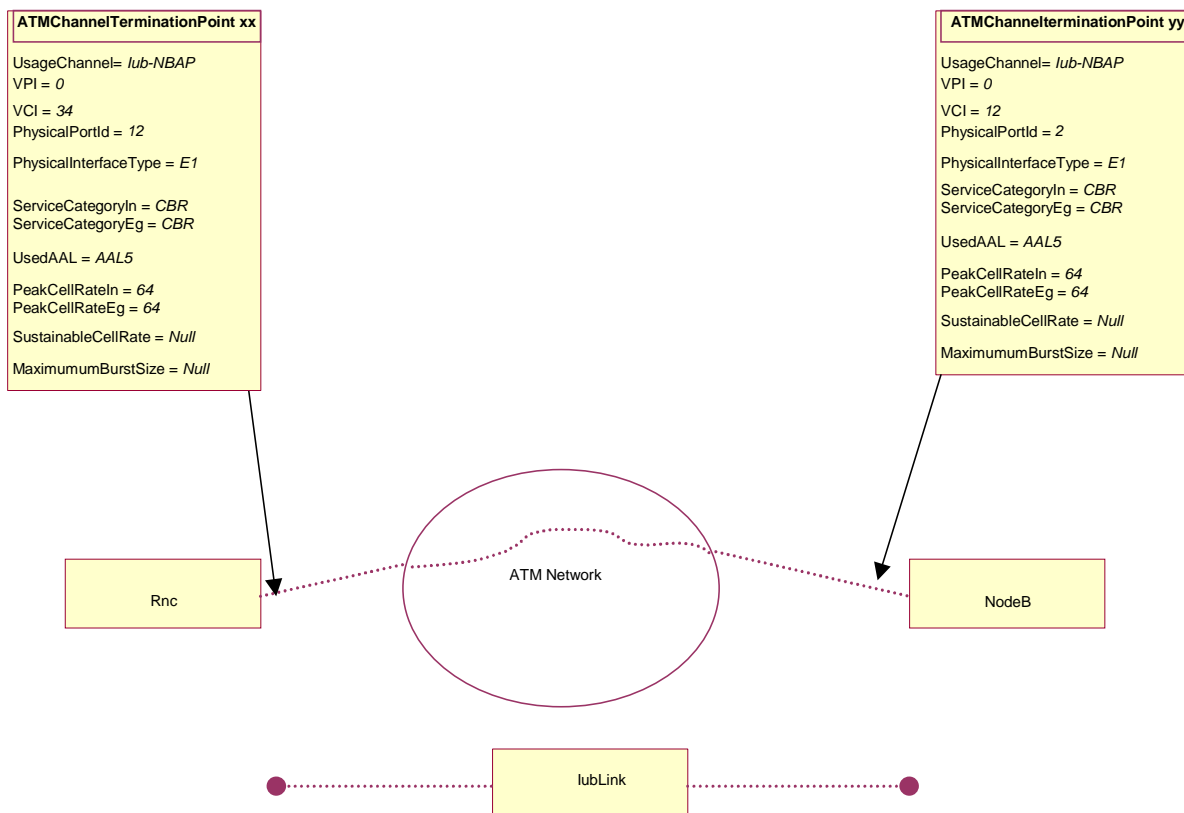 ATMChannelTerminationPoint xx
UsageChannel= Iub-NBAP
VPI = 0
VCI = 34
PhysicalPortId = 12
PhysicalInterfaceType = E1
ServiceCategoryIn = CBR
ServiceCategoryEg = CBR
UsedAAL = AAL5
PeakCellRateIn = 64
PeakCellRateEg = 64
SustainableCellRate = Null
MaximumumBurstSize = Null
ATMChannelterminationPoint yy
UsageChannel= Iub-NBAP
VPI = 0
VCI = 12
PhysicalPortId = 2
PhysicalInterfaceType = E1
ServiceCategoryIn = CBR
ServiceCategoryEg = CBR
UsedAAL = AAL5
PeakCellRateIn = 64
PeakCellRateEg = 64
SustainableCellRate = Null
MaximumumBurstSize = Null
Rnc
ATM Network
NodeB
IubLink